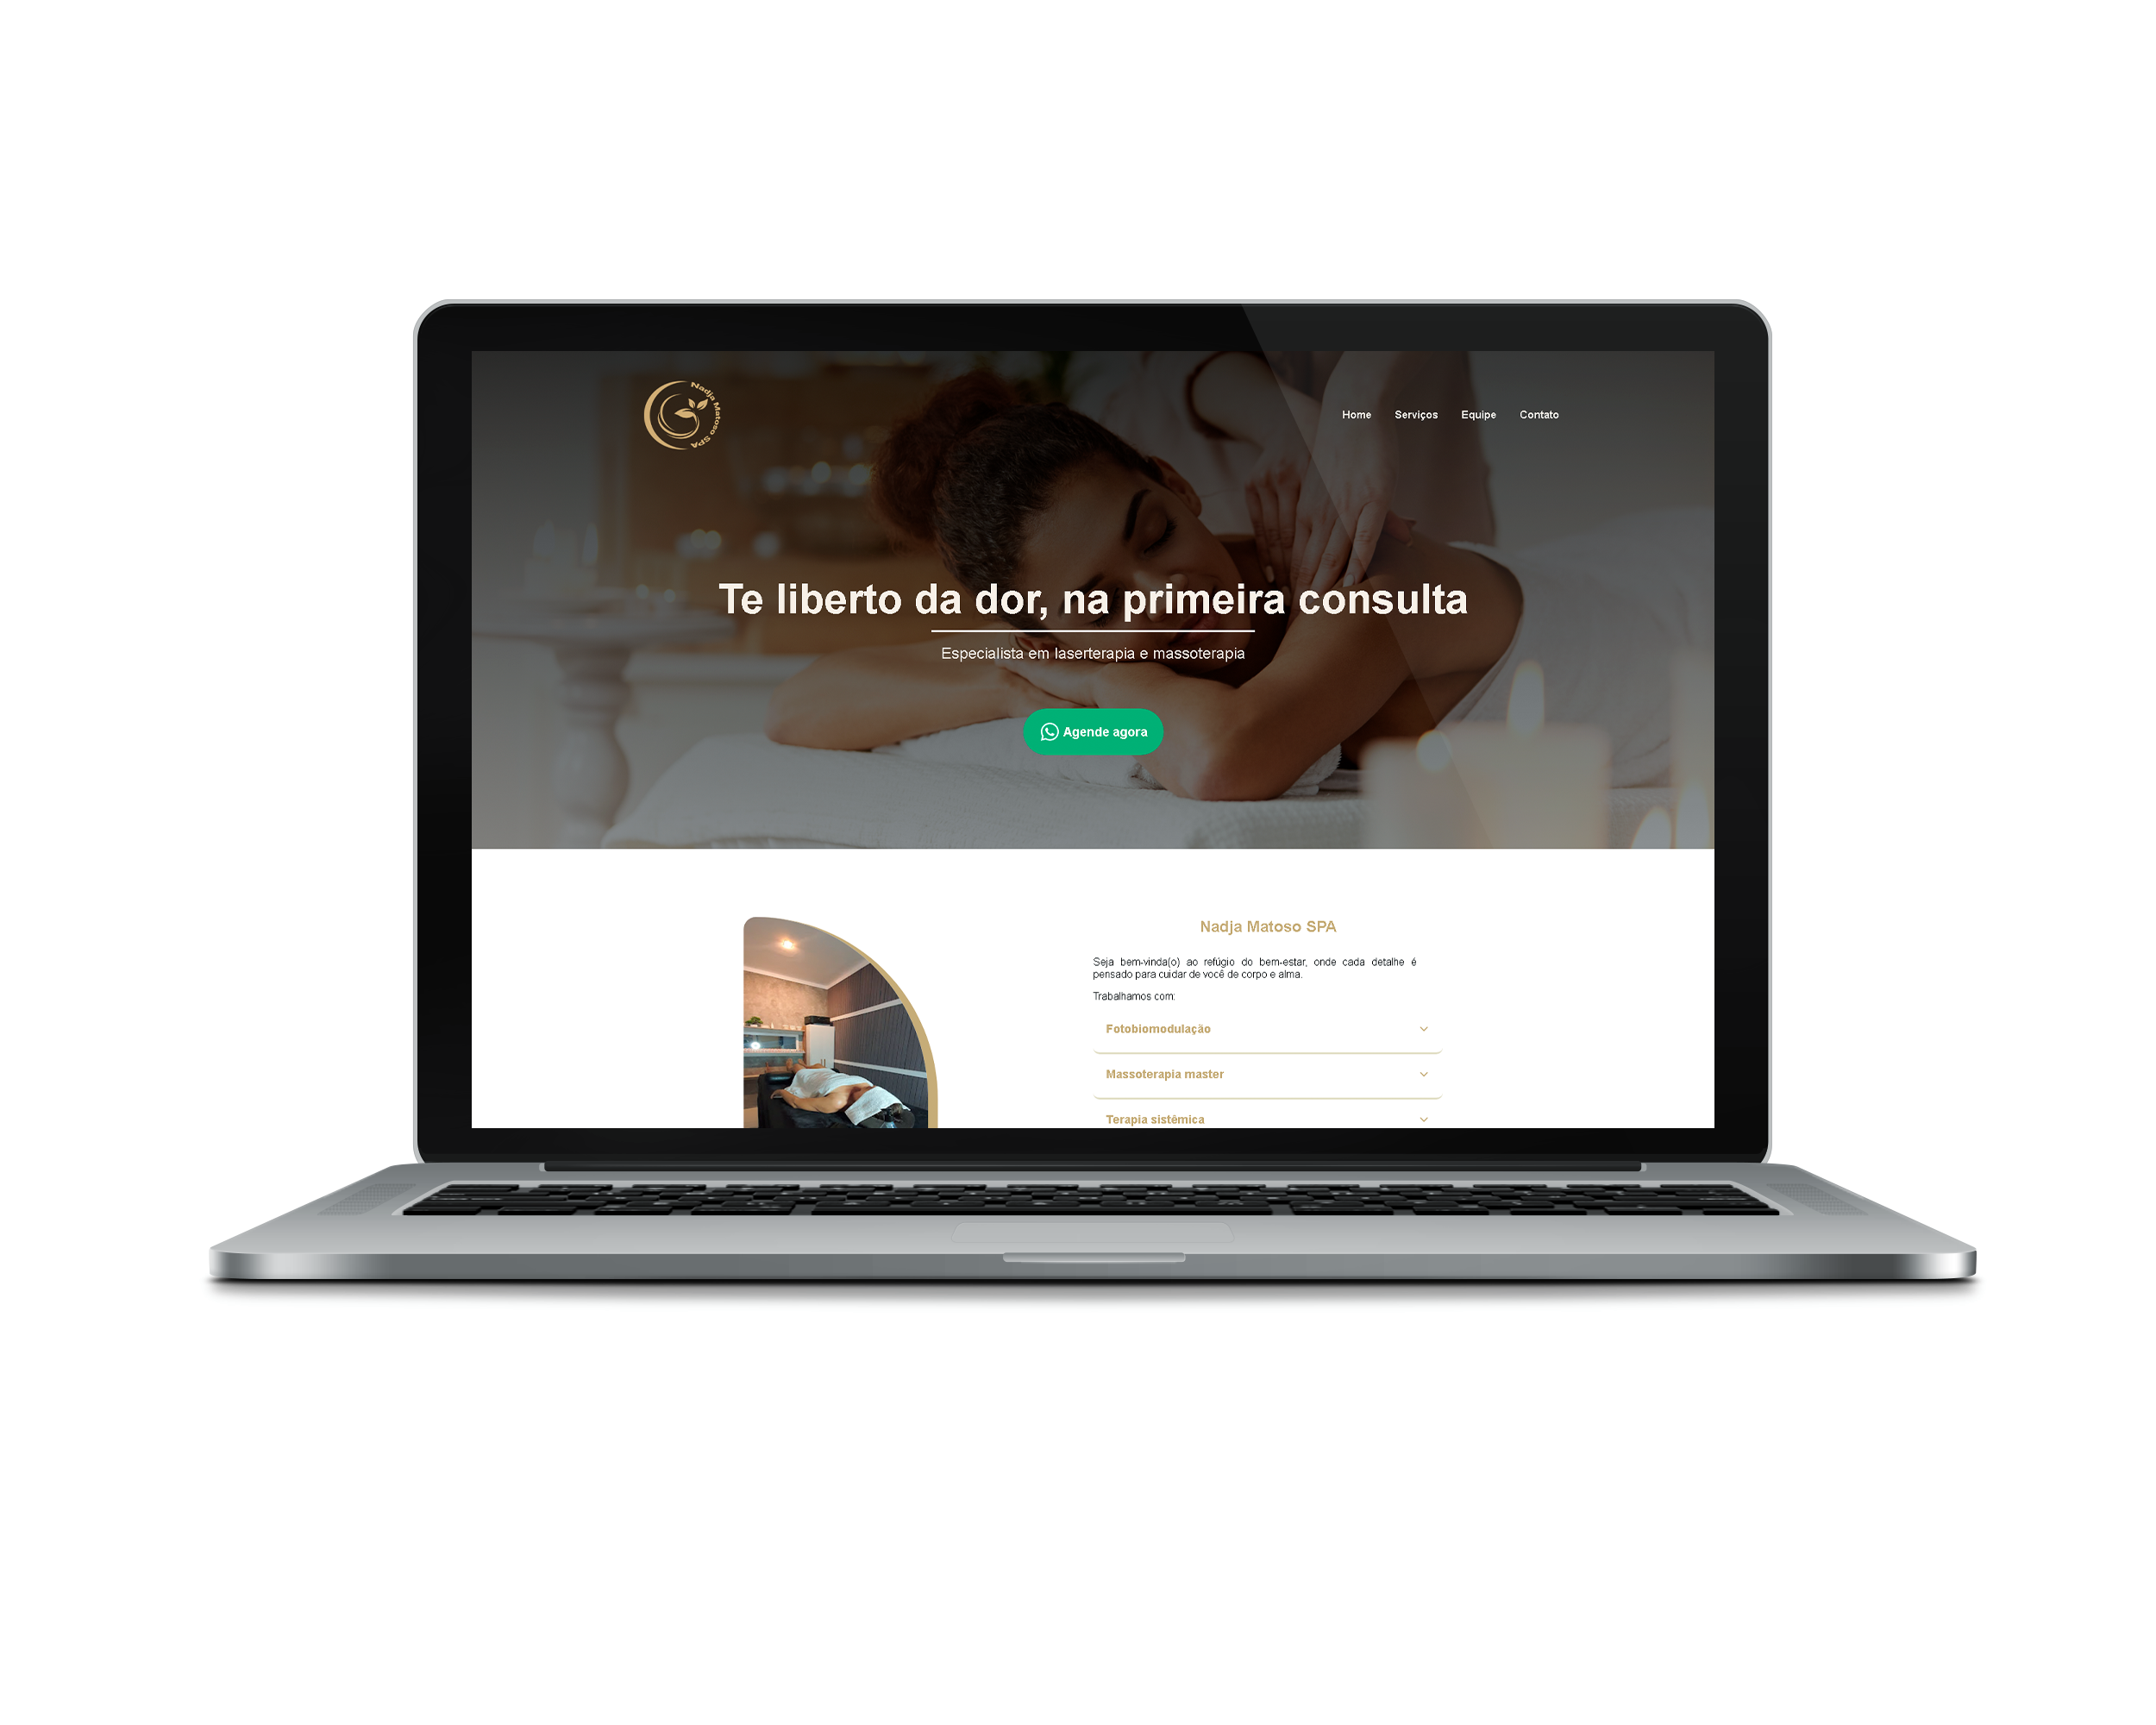 Nadja Matoso SPA
Home Serviços Equipe Contato
Te liberto da dor, na primeira consulta
Especialista em laserterapia e massoterapia
Agende agora
Nadja Matoso SPA
Seja bem-vinda(o) ao refúgio do bem-estar, onde cada detalhe é
pensado para cuidar de você de corpo e alma.
Trabalhamos com:
Fotobiomodulação
Massoterapia master
Terapia sistêmica